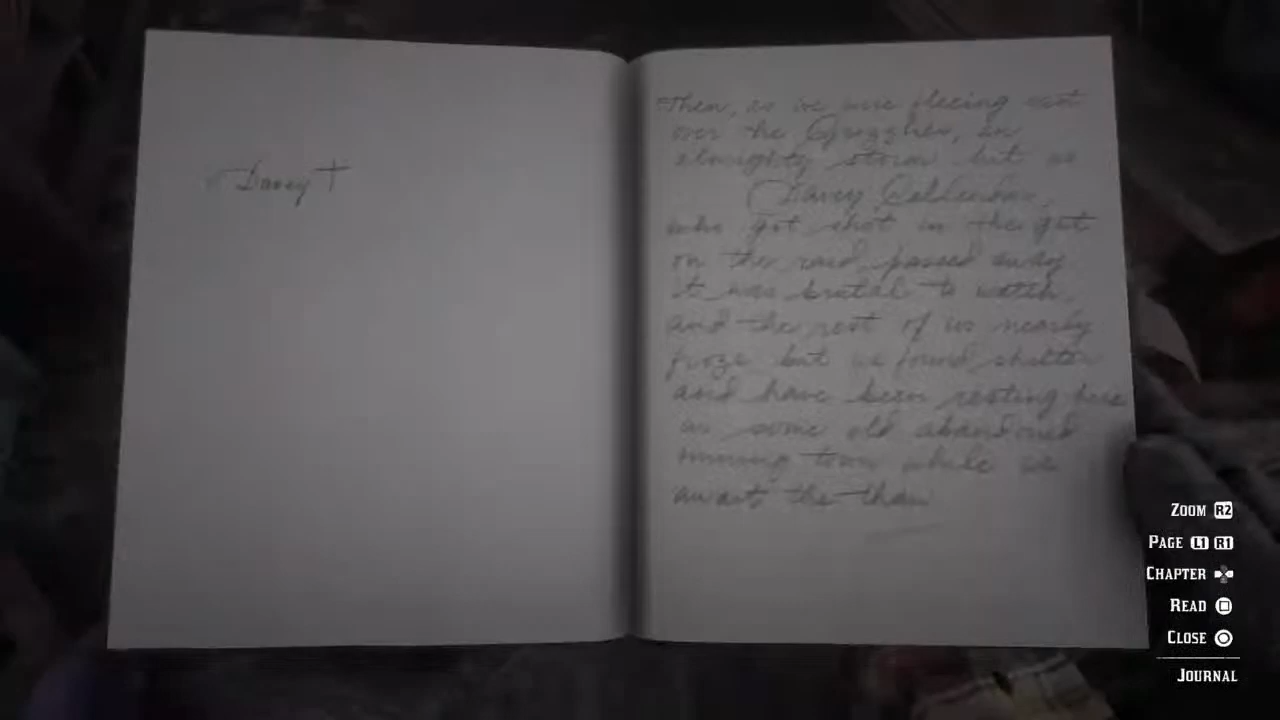 Davey †
Then, as we were fleeing east
over the Grizzlies, an
almighty storm hit us
Davey Callendar,
who got shot in the gut
on the raid, passed away
It was brutal to watch,
and the rest of us nearly
froze but we found shelter
and have been resting here
in some old abandoned
mining town while we
await the thaw
ZOOM R2
PAGE L1 R1
CHAPTER
READ
CLOSE
JOURNAL